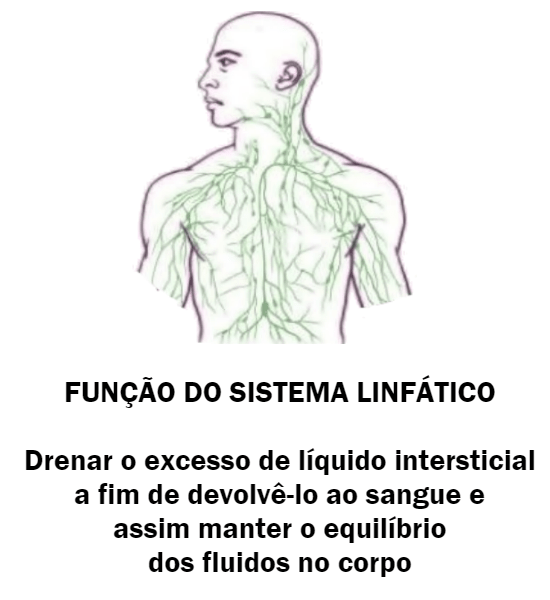 FUNÇÃO DO SISTEMA LINFÁTICO
Drenar o excesso de líquido intersticial
a fim de devolvê-lo ao sangue e
assim manter o equilíbrio
dos fluidos no corpo